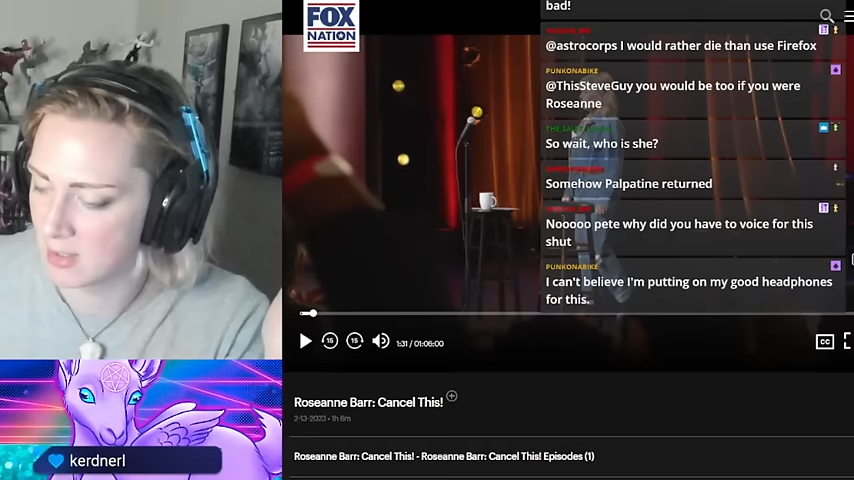 FOX
NATION
bad!
@astrocorps I would rather die than use Firefox
PUNKONABIKE
@ThisSteveGuy you would be too if you were
Roseanne
So wait, who is she?
Somehow Palpatine returned
Nooooo pete why did you have to voice for this
shut
PUNKONABIKE
I can't believe I'm putting on my good headphones
for this.
15
15
1:31 / 01:06:00
CC
Roseanne Barr: Cancel This!
2-13-2023 • 1h 6m
Roseanne Barr: Cancel This! - Roseanne Barr: Cancel This! Episodes (1)
kerdnerl